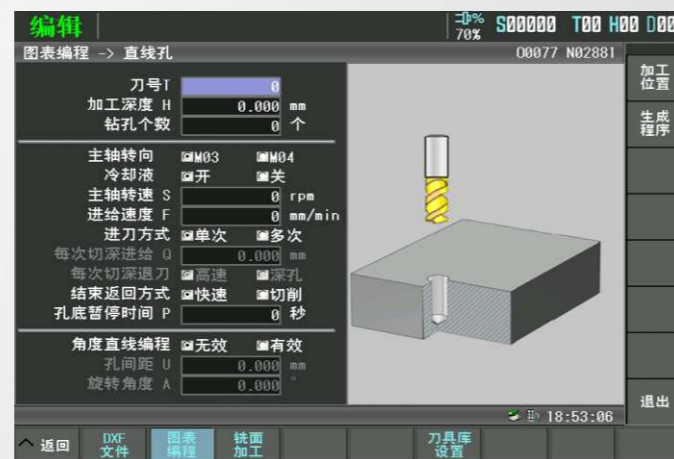 编辑
70% S00000 T00 H00 D00
图表编程 -> 直线孔 O0077 N02881
刀号T 0
加工深度 H 0.000 mm
钻孔个数 0 个
主轴转向 M03 M04
冷却液 开 关
主轴转速 S 0 rpm
进给速度 F 0 mm/min
进刀方式 单次 多次
每次切深进给 Q 0.000 mm
每次切深退刀 高速 深孔
结束返回方式 快速 切削
孔底暂停时间 P 0 秒
角度直线编程 无效 有效
孔间距 U 0.000 mm
旋转角度 A 0.000 °
加工
位置
生成
程序
退出
18:53:06
返回
DXF
文件
图表
编程
铣面
加工
刀具库
设置